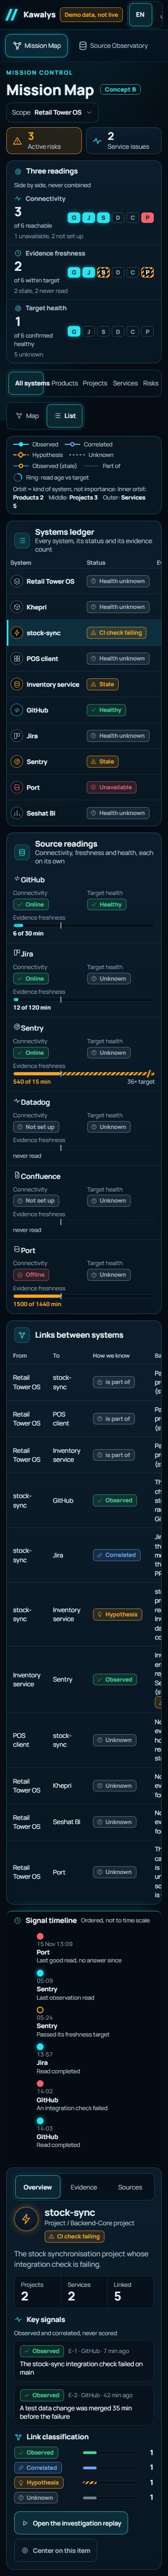 Kawalys
Demo data, not live
EN
Mission Map
Source Observatory
MISSION CONTROL
Mission Map
Concept B
Scope Retail Tower OS
3
Active risks
2
Service issues
Three readings
Side by side, never combined
Connectivity
3
of 6 reachable
1 unavailable, 2 not set up
G J S D C P
Evidence freshness
2
of 6 within target
2 stale, 2 never read
G J S D C P
Target health
1
of 6 confirmed
healthy
5 unknown
G J S D C P
All systems
Products
Projects
Services
Risks
Map
List
Observed
Correlated
Hypothesis
Unknown
Observed (stale)
Part of
Ring: read age vs target
Orbit = kind of system, not importance: Inner orbit:
Products 2 Middle: Projects 3 Outer: Services
5
Systems ledger
Every system, its status and its evidence
count
System
Status
Retail Tower OS
Health unknown
Khepri
Health unknown
stock-sync
CI check failing
POS client
Health unknown
Inventory service
Stale
GitHub
Healthy
Jira
Health unknown
Sentry
Stale
Port
Unavailable
Seshat BI
Health unknown
Source readings
Connectivity, freshness and health, each
on its own
GitHub
Connectivity
Target health
Online
Healthy
Evidence freshness
6 of 30 min
Jira
Connectivity
Target health
Online
Unknown
Evidence freshness
12 of 120 min
Sentry
Connectivity
Target health
Online
Unknown
Evidence freshness
540 of 15 min
36× target
Datadog
Connectivity
Target health
Not set up
Unknown
Evidence freshness
never read
Confluence
Connectivity
Target health
Not set up
Unknown
Evidence freshness
never read
Port
Connectivity
Target health
Offline
Unknown
Evidence freshness
1500 of 1440 min
Links between systems
From
To
How we know
Retail
Tower OS
stock-
sync
is part of
Retail
Tower OS
POS
client
is part of
Retail
Tower OS
Inventory
service
is part of
stock-
sync
GitHub
Observed
stock-
sync
Jira
Correlated
stock-
sync
Inventory
service
Hypothesis
Inventory
service
Sentry
Observed
POS
client
stock-
sync
Unknown
Retail
Tower OS
Khepri
Unknown
Retail
Tower OS
Seshat BI
Unknown
Retail
Tower OS
Port
Unknown
Signal timeline
Ordered, not to time scale
15 Nov 13:09
Port
Last good read, no answer since
05:09
Sentry
Last observation read
05:24
Sentry
Passed its freshness target
13:57
Jira
Read completed
14:02
GitHub
An integration check failed
14:03
GitHub
Read completed
Overview
Evidence
Sources
stock-sync
Project / Backend-Core project
CI check failing
The stock synchronisation project whose
integration check is failing.
Projects
2
Services
2
Linked
5
Key signals
Observed and correlated, never scored
Observed
E-1 · GitHub · 7 min ago
The stock-sync integration check failed on
main
Observed
E-2 · GitHub · 42 min ago
A test data change was merged 35 min
before the failure
Link classification
Observed
1
Correlated
1
Hypothesis
1
Unknown
1
Open the investigation replay
Center on this item